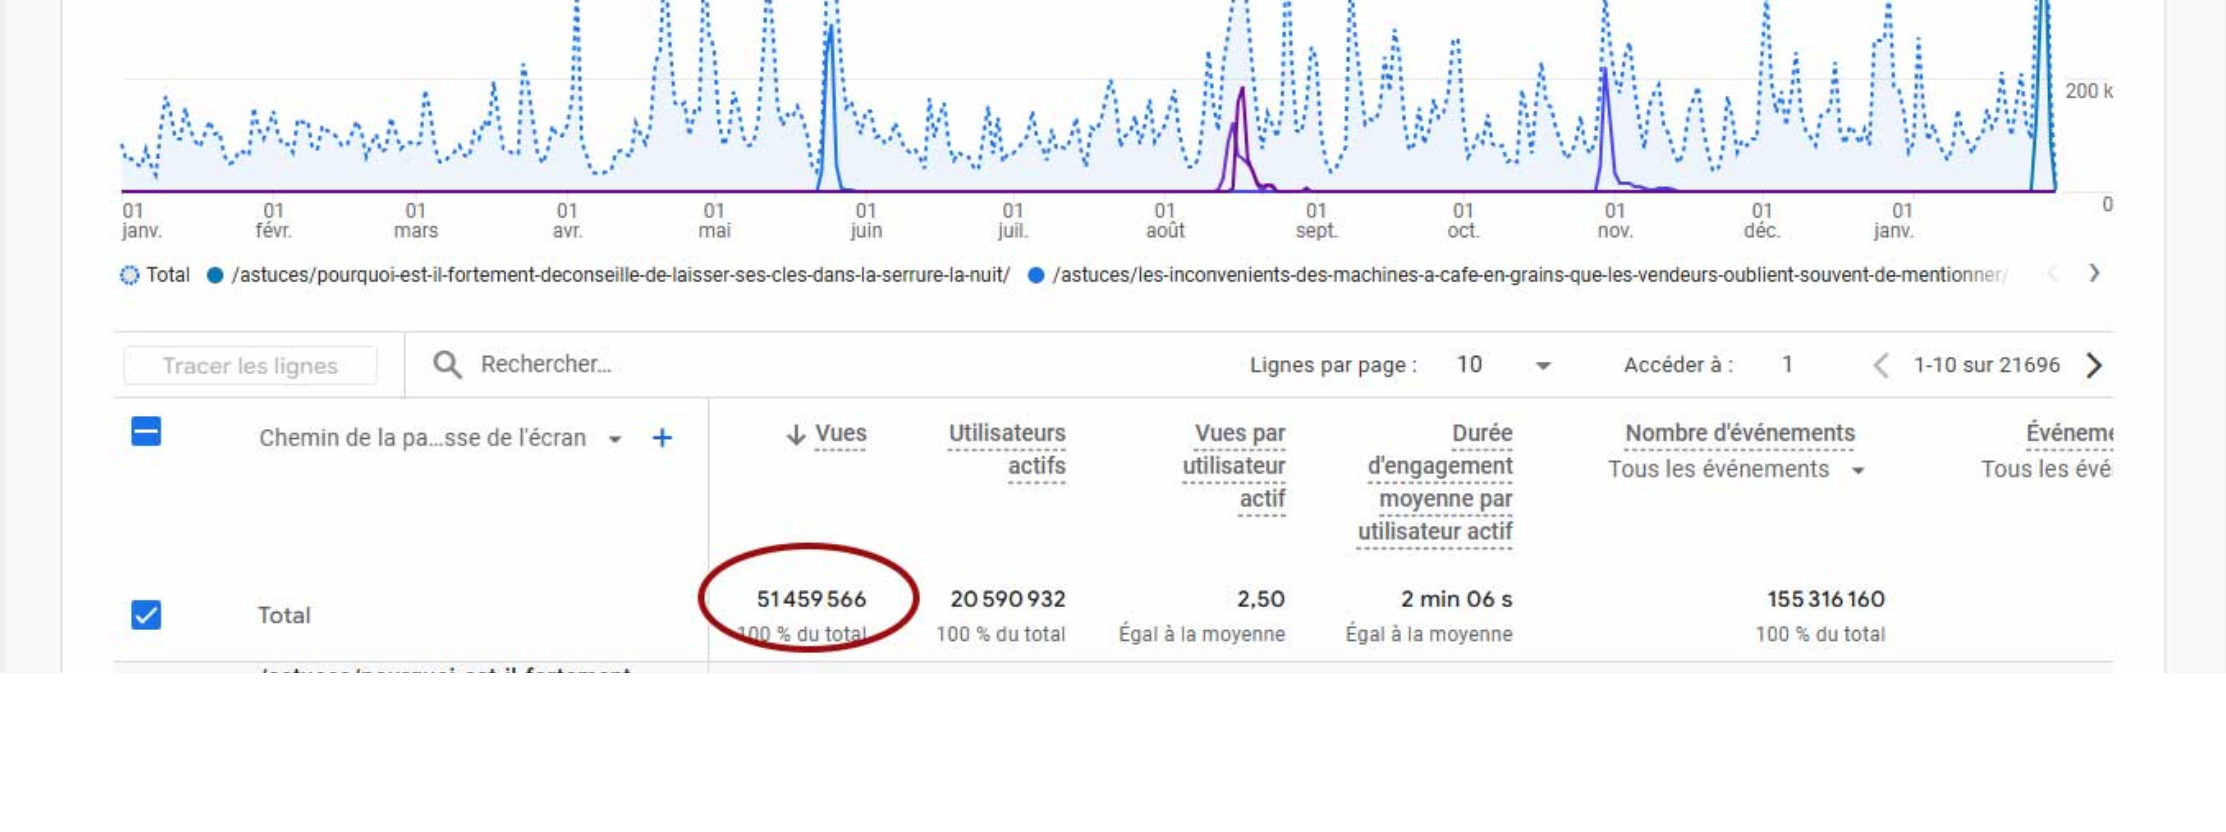 200 k
0
01 01 01 01 01 01 01 01 01 01 01 01 01
janv. févr. mars avr. mai juin juil. août sept. oct. nov. déc. janv.
Total /astuces/pourquoi-est-il-fortement-deconseille-de-laisser-ses-cles-dans-la-serrure-la-nuit/ /astuces/les-inconvenients-des-machines-a-cafe-en-grains-que-les-vendeurs-oublient-souvent-de-mentionner/
Tracer les lignes Rechercher... Lignes par page : 10 Accéder à : 1 1-10 sur 21696
Chemin de la pa...sse de l'écran
Vues
Utilisateurs
actifs
Vues par
utilisateur
actif
Durée
d'engagement
moyenne par
utilisateur actif
Nombre d'événements
Tous les événements
Événeme
Tous les évé
Total
51 459 566 20 590 932 2,50 2 min 06 s 155 316 160
100 % du total 100 % du total Égal à la moyenne Égal à la moyenne 100 % du total